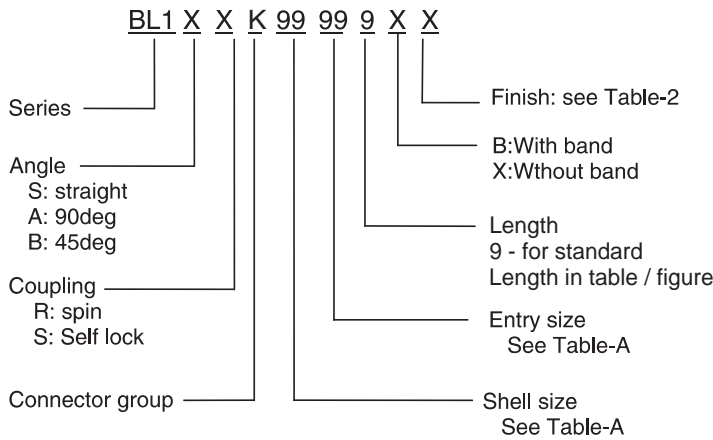 BL1 X X K 99 99 9 X X
Series
Angle
S: straight
A: 90deg
B: 45deg
Coupling
R: spin
S: Self lock
Connector group
Finish: see Table-2
B:With band
X:Wthout band
Length
9 - for standard
Length in table / figure
Entry size
See Table-A
Shell size
See Table-A